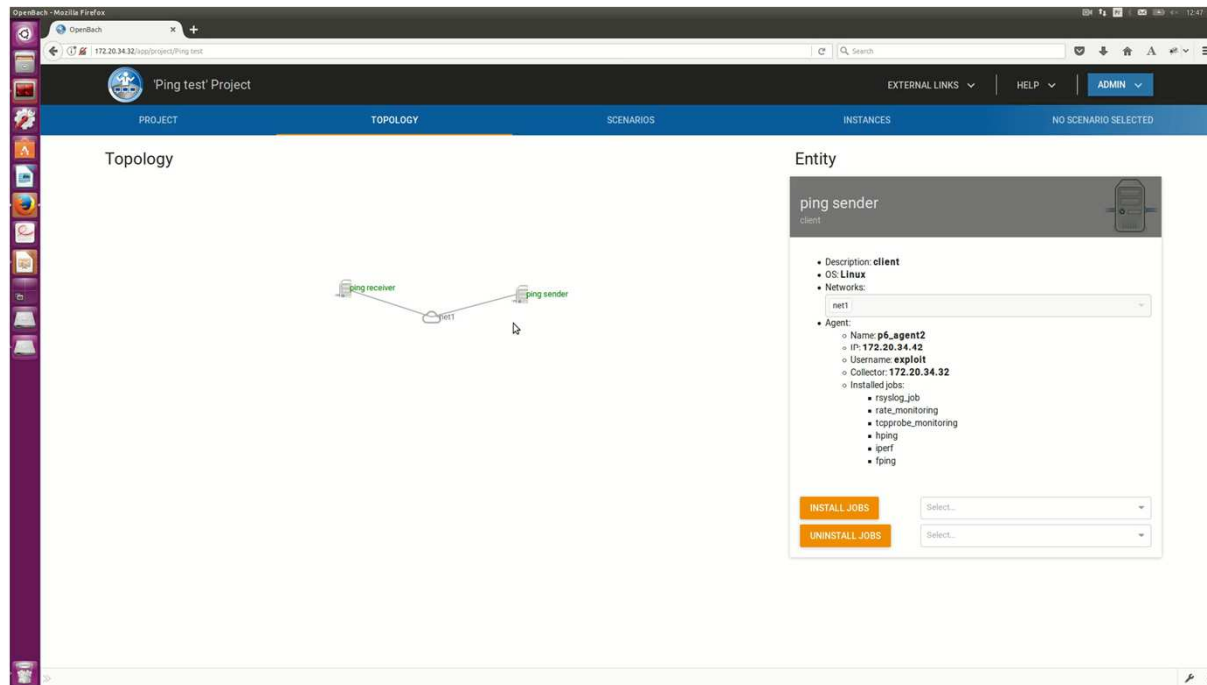 OpenBach - Mozilla Firefox
12:47
OpenBach
172.20.34.32/app/project/Ping test
Search
'Ping test' Project
EXTERNAL LINKS
HELP
ADMIN
PROJECT
TOPOLOGY
SCENARIOS
INSTANCES
NO SCENARIO SELECTED
Topology
ping receiver
ping sender
net1
Entity
ping sender
client
Description: client
OS: Linux
Networks:
net1
Agent:
Name: p6_agent2
IP: 172.20.34.42
Username: exploit
Collector: 172.20.34.32
Installed jobs:
rsyslog_job
rate_monitoring
tcpprobe_monitoring
hping
iperf
fping
INSTALL JOBS
Select...
UNINSTALL JOBS
Select...